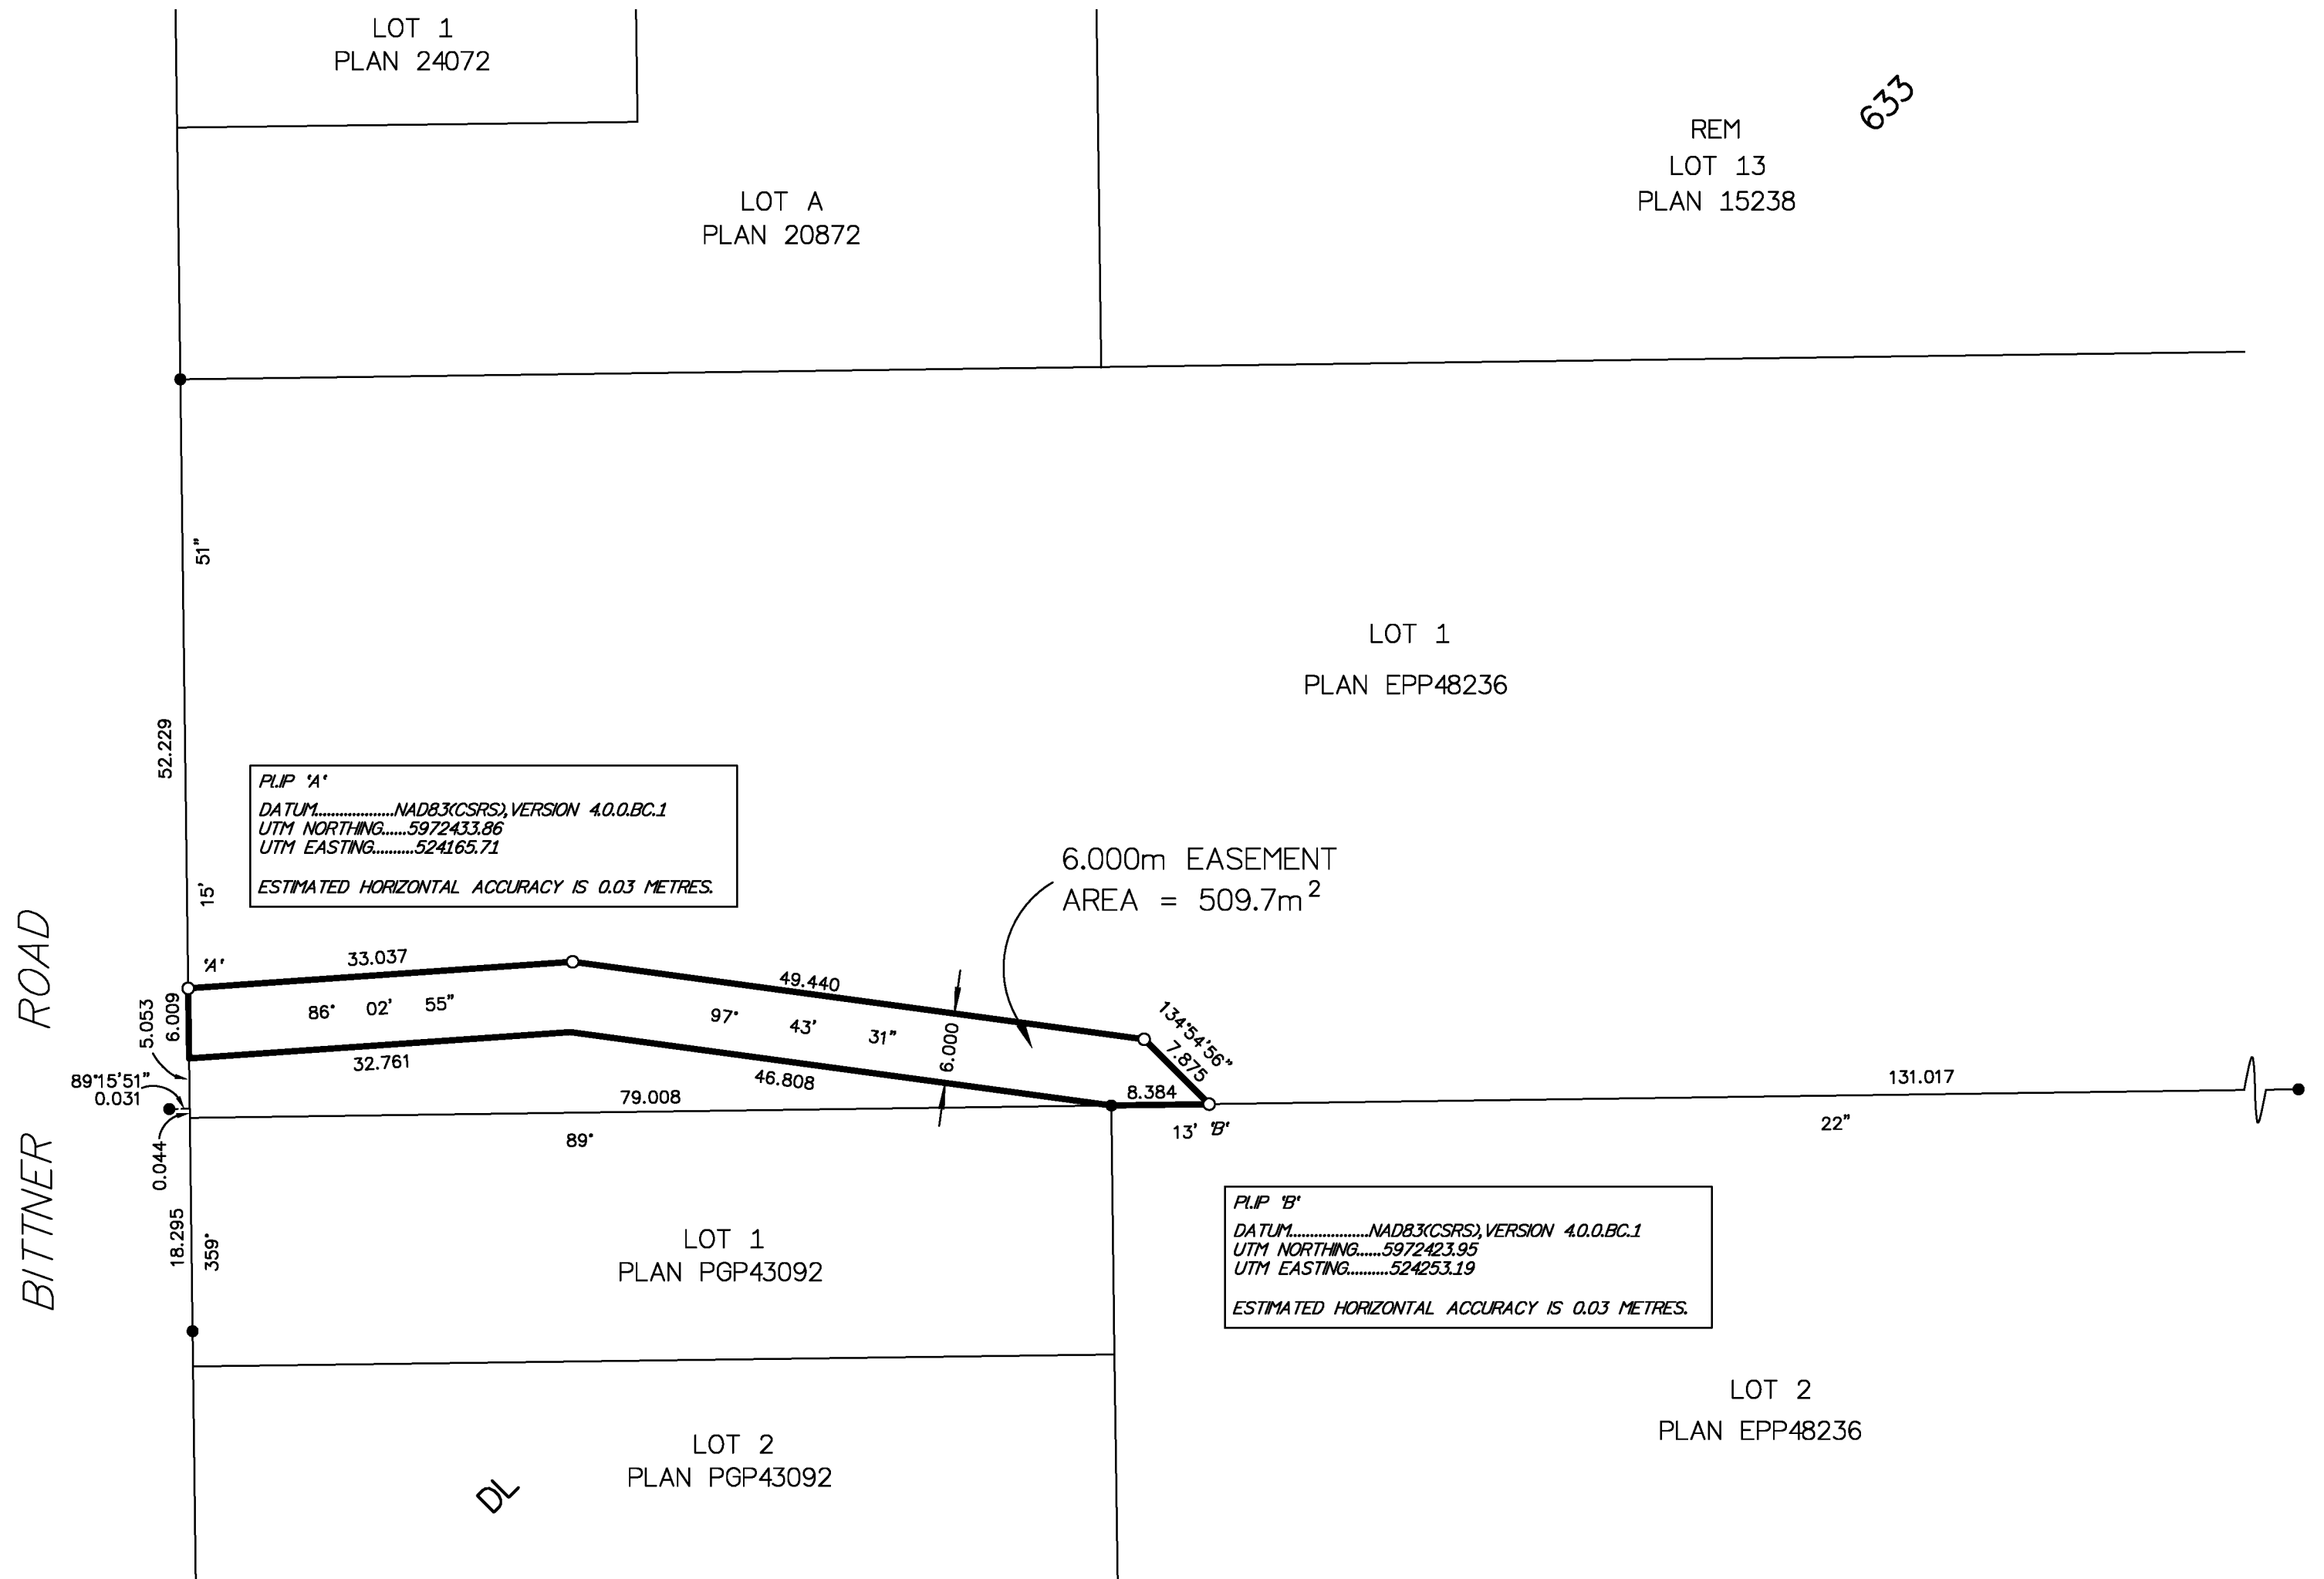 LOT 1
PLAN 24072
633
REM
LOT 13
PLAN 15238
LOT A
PLAN 20872
51"
LOT 1
PLAN EPP48236
52.229
PLIP 'A'
DATUM...................NAD83(CSRS), VERSION 4.0.0.BC.1
UTM NORTHING......5972433.86
UTM EASTING..........524165.71
ESTIMATED HORIZONTAL ACCURACY IS 0.03 METRES.
15'
6.000m EASEMENT
AREA = 509.7m²
BITTNER ROAD
'A'
33.037
49.440
5.053
6.009
86° 02' 55"
97° 43' 31"
6.000
134°54'56"
7.875
32.761
46.808
89°15'51"
0.031
79.008
8.384
131.017
89°
13'
'B'
22"
0.044
18.295
359°
LOT 1
PLAN PGP43092
PLIP 'B'
DATUM...................NAD83(CSRS), VERSION 4.0.0.BC.1
UTM NORTHING......5972423.95
UTM EASTING..........524253.19
ESTIMATED HORIZONTAL ACCURACY IS 0.03 METRES.
LOT 2
PLAN EPP48236
LOT 2
PLAN PGP43092
DL